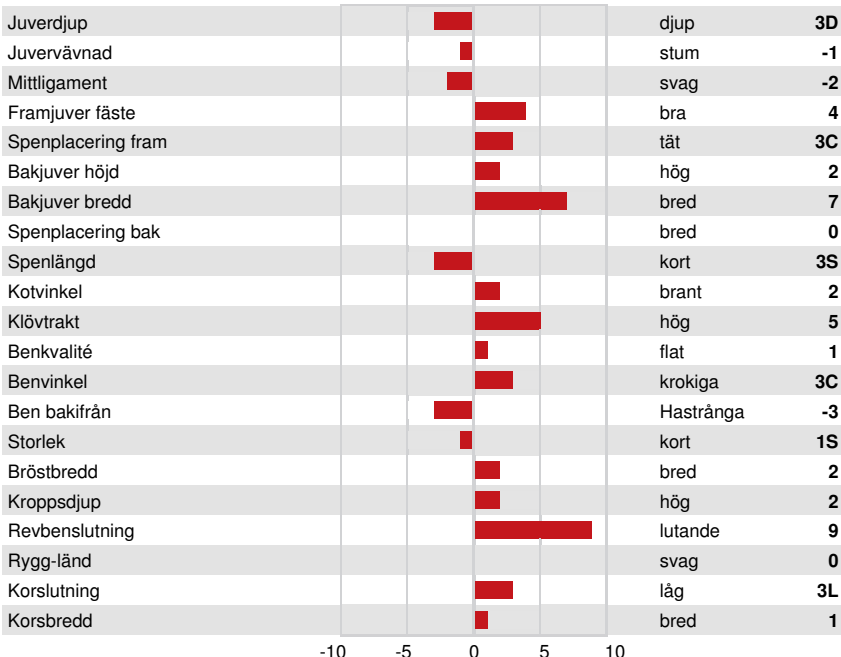 Juverdjup djup 3D
Juvervävnad stum -1
Mittligament svag -2
Framjuver fäste bra 4
Spenplacering fram tät 3C
Bakjuver höjd hög 2
Bakjuver bredd bred 7
Spenplacering bak bred 0
Spenlängd kort 3S
Kotvinkel brant 2
Klövtrakt hög 5
Benkvalité flat 1
Benvinkel krokiga 3C
Ben bakifrån Hastrånga -3
Storlek kort 1S
Bröstbredd bred 2
Kroppsdjup hög 2
Revbenslutning lutande 9
Rygg-länd svag 0
Korslutning låg 3L
Korsbredd bred 1
-10 -5 0 5 10